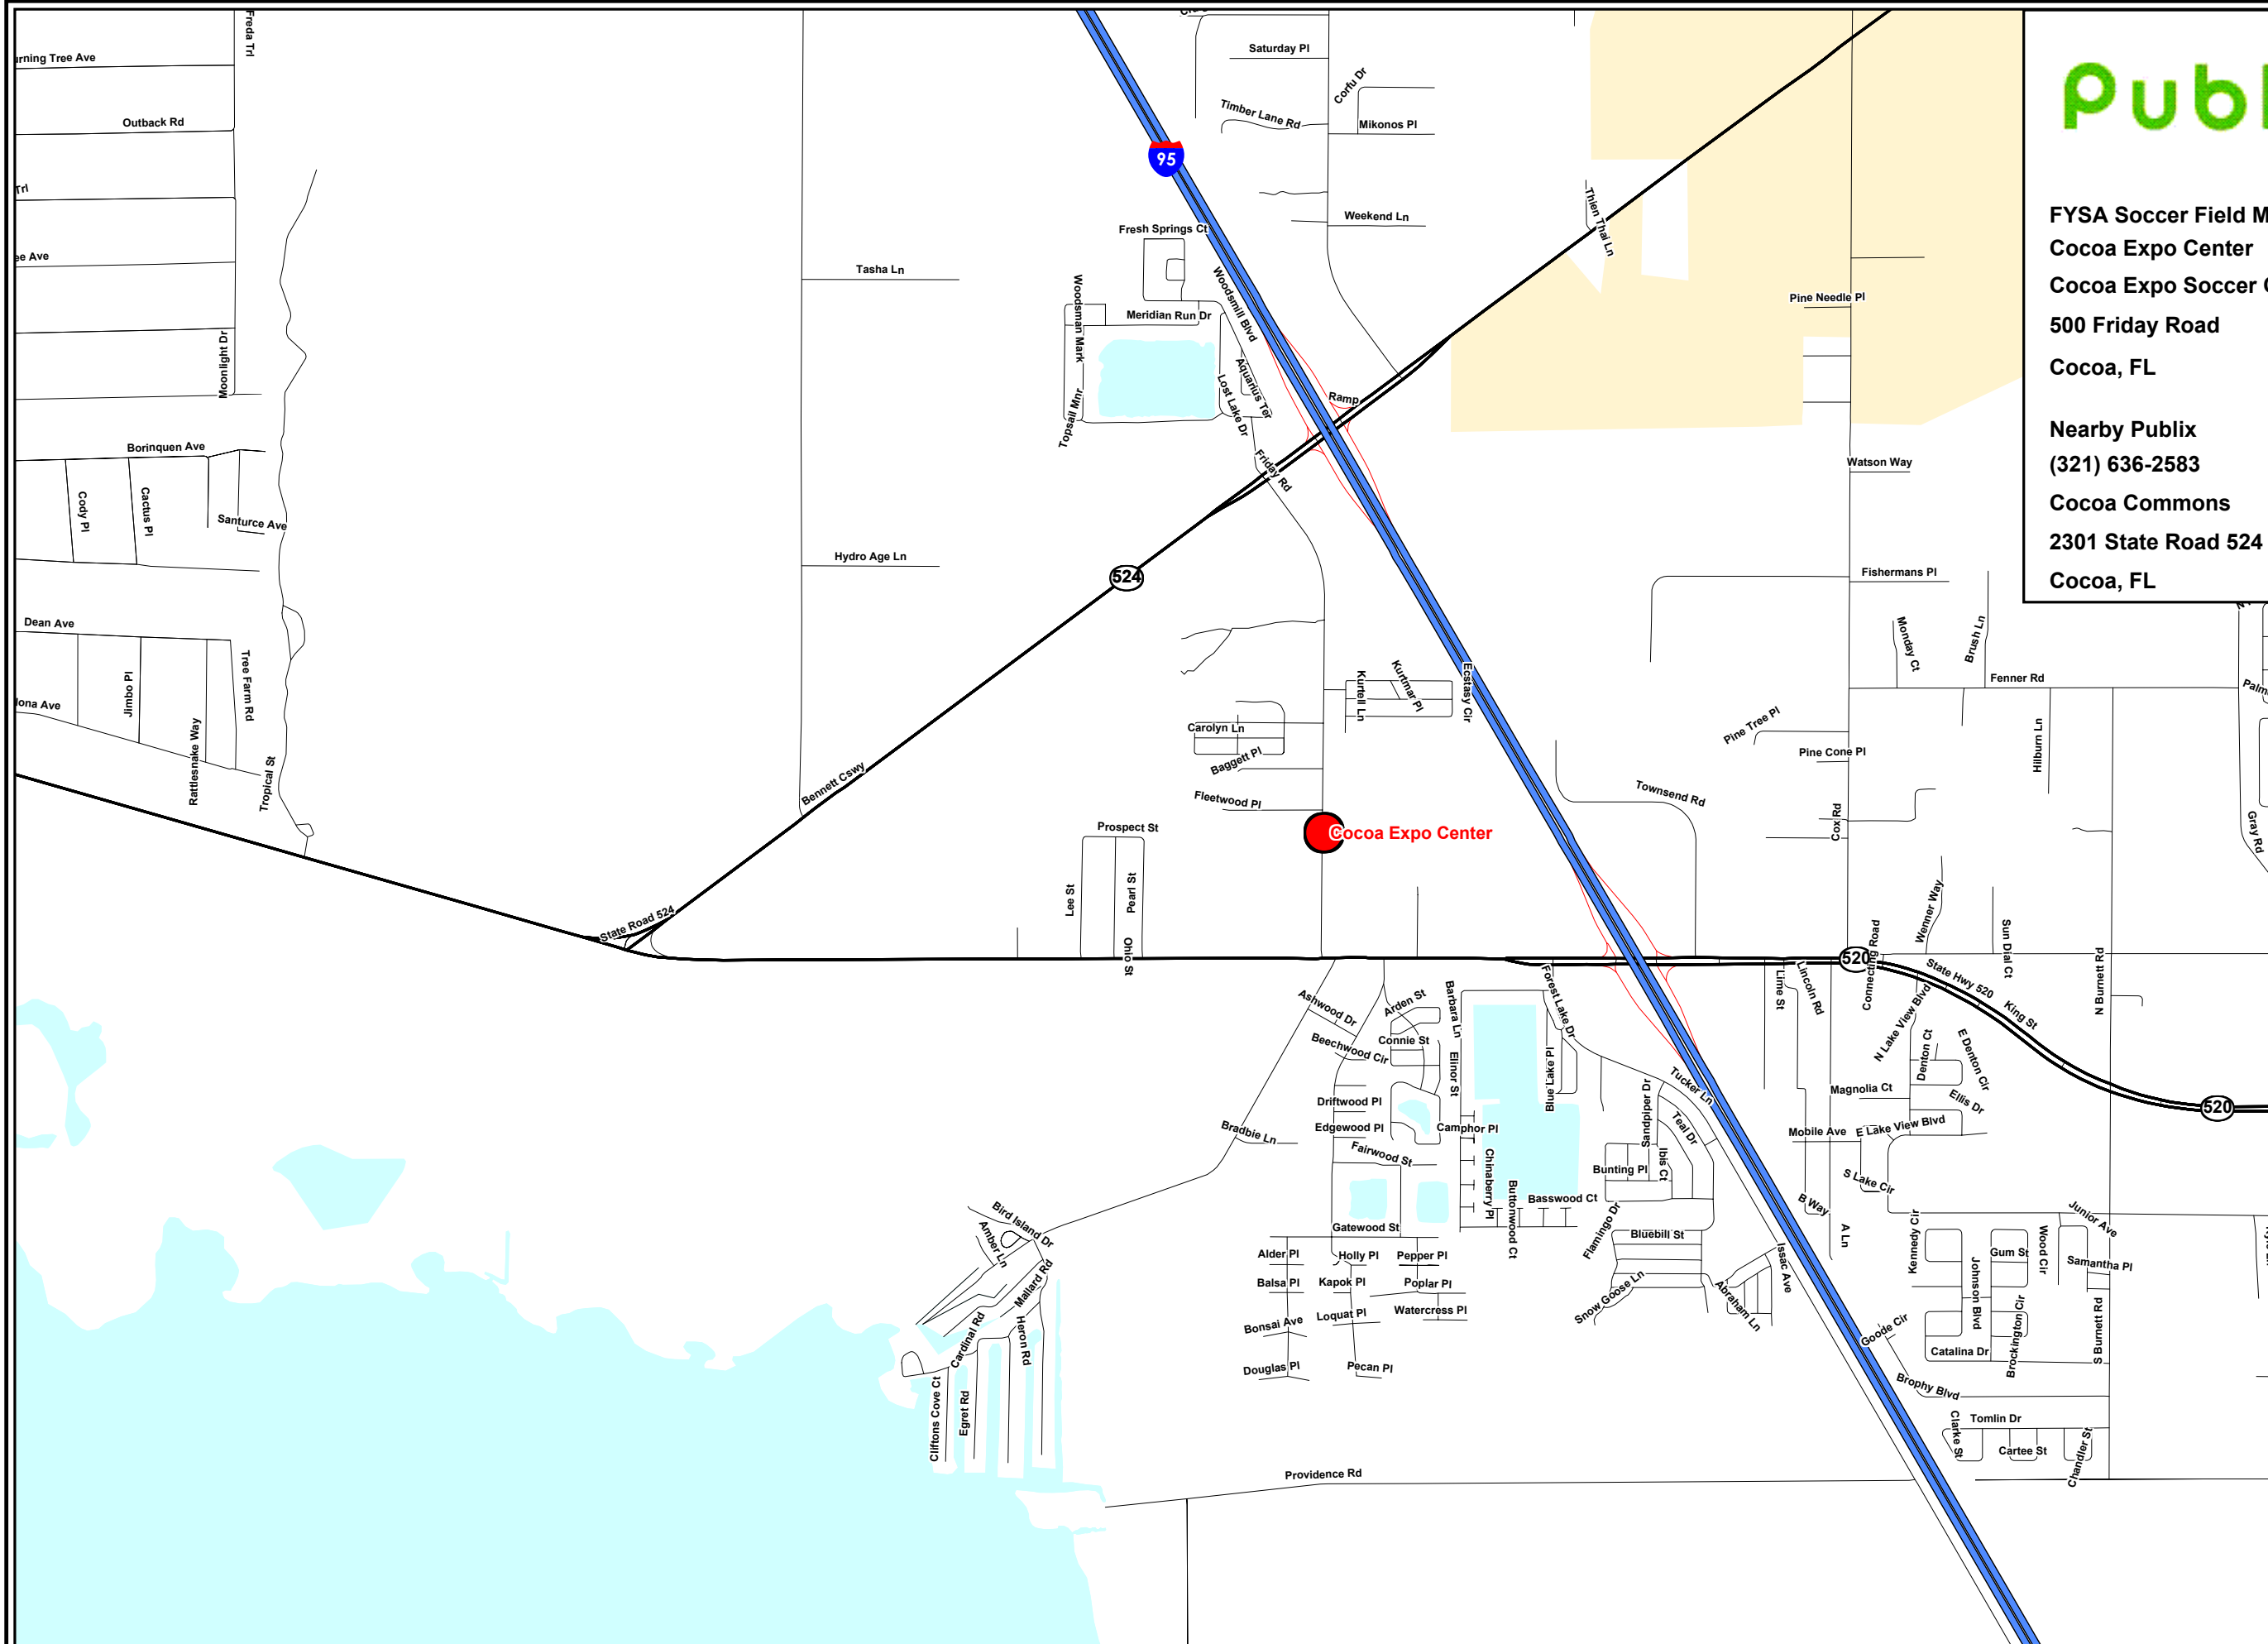 Publ
FYSA Soccer Field M
Cocoa Expo Center
Cocoa Expo Soccer
500 Friday Road
Cocoa, FL
Nearby Publix
(321) 636-2583
Cocoa Commons
2301 State Road 524
Cocoa, FL
Freda Trl
urning Tree Ave
Outback Rd
Trl
ee Ave
Moonlight Dr
Borinquen Ave
Cody Pl
Cactus Pl
Santurce Ave
Dean Ave
Jimbo Pl
Tree Farm Rd
lona Ave
Rattlesnake Way
Tropical St
Saturday Pl
Corfu Dr
Timber Lane Rd
Mikonos Pl
95
Weekend Ln
Thien Thai Ln
Fresh Springs Ct
Tasha Ln
Woodsmill Blvd
Woodsman Mark
Meridian Run Dr
Pine Needle Pl
Aquarius Ter
Lost Lake Dr
Topsail Mnr
Ramp
Friday Rd
Watson Way
Hydro Age Ln
524
Fishermans Pl
Monday Ct
Brush Ln
Fenner Rd
Palm
Kurtell Ln
Kurtmar Pl
Ecstasy Cir
Carolyn Ln
Baggett Pl
Fleetwood Pl
Pine Tree Pl
Pine Cone Pl
Hilburn Ln
Townsend Rd
Cox Rd
Gray Rd
Bennett Cswy
Cocoa Expo Center
Prospect St
Lee St
Pearl St
Ohio St
State Road 524
Wenner Way
Sun Dial Ct
Connecting Road
520
State Hwy 520
King St
N Burnett Rd
Lime St
Lincoln Rd
N Lake View Blvd
Forest Lake Dr
Barbara Ln
Arden St
Ashwood Dr
Connie St
Beechwood Cir
Elinor St
Blue Lake Pl
Denton Ct
E Denton Cir
Tucker Ln
Magnolia Ct
Ellis Dr
Driftwood Pl
Sandpiper Dr
Teal Dr
520
Bradbie Ln
Edgewood Pl
Camphor Pl
Mobile Ave
E Lake View Blvd
Fairwood St
Chinaberry Pl
Bunting Pl
Ibis Ct
S Lake Cir
Buttonwood Ct
Basswood Ct
B Way
Bird Island Dr
Amber Ln
Gatewood St
Flamingo Dr
Bluebill St
A Ln
Kennedy Cir
Junior Ave
Wood Cir
Gum St
Alder Pl
Holly Pl
Pepper Pl
Issac Ave
Samantha Pl
Mallard Rd
Balsa Pl
Kapok Pl
Poplar Pl
Snow Goose Ln
Abraham Ln
Johnson Blvd
Watercress Pl
Loquat Pl
Bonsai Ave
Cardinal Rd
Heron Rd
Goode Cir
Brockington Cir
S Burnett Rd
Catalina Dr
Douglas Pl
Pecan Pl
Cliftons Cove Ct
Egret Rd
Brophy Blvd
Clarke St
Tomlin Dr
Cartee St
Chandler St
Providence Rd